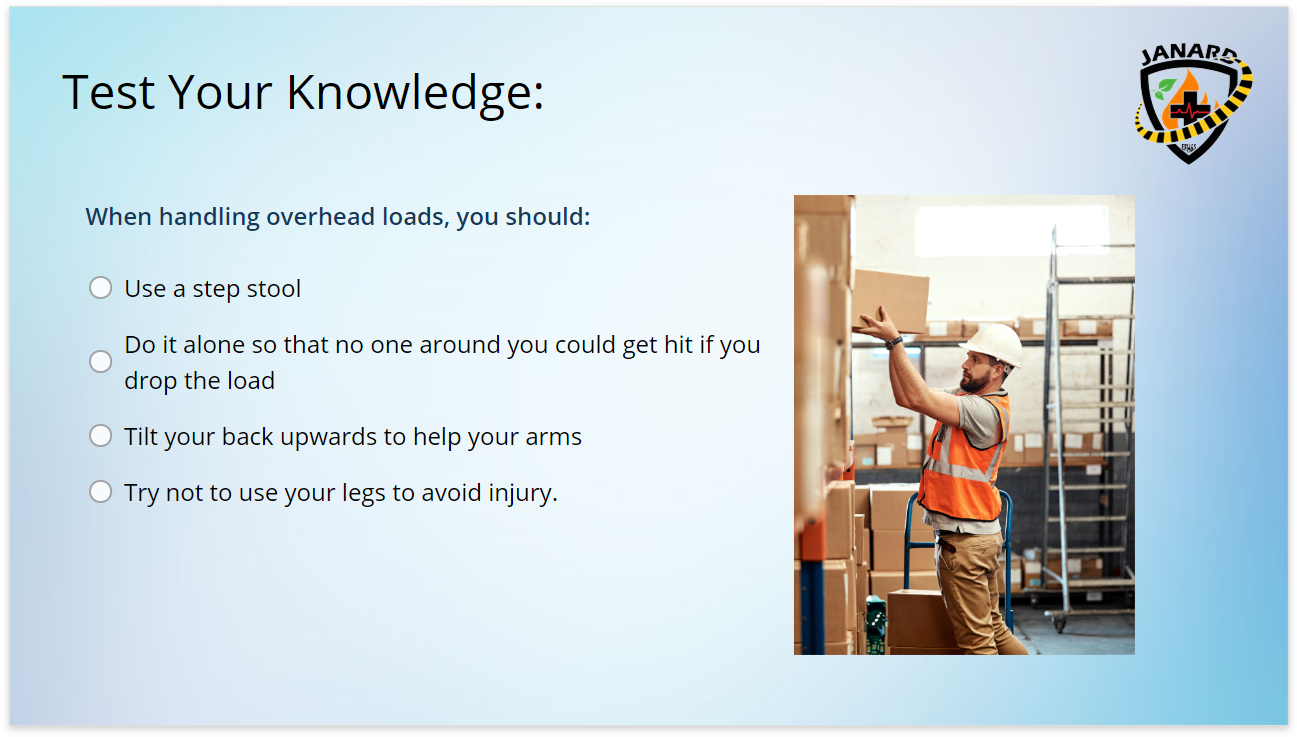 JANARD
Test Your Knowledge:
When handling overhead loads, you should:
Use a step stool
Do it alone so that no one around you could get hit if you
drop the load
Tilt your back upwards to help your arms
Try not to use your legs to avoid injury.